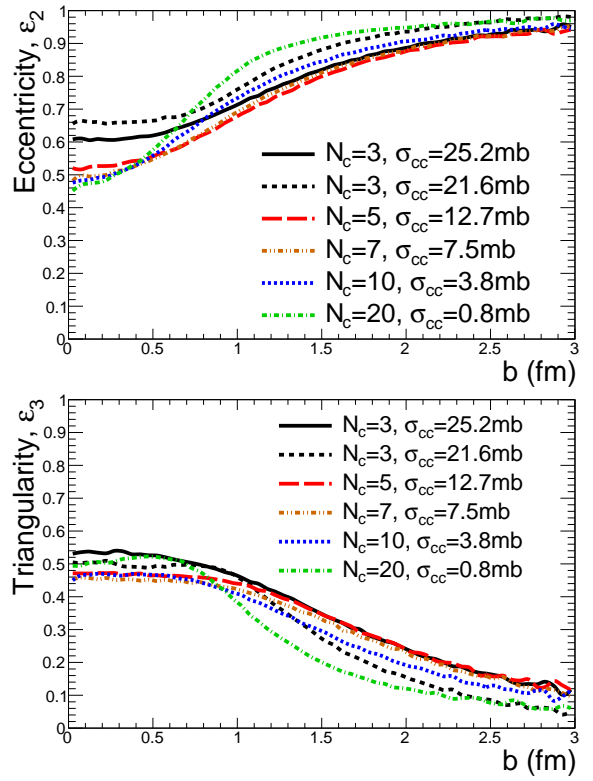 Eccentricity, ε₂
1
0.9
0.8
0.7
0.6
0.5
0.4
0.3
0.2
0.1
0
N_c=3, σ_cc=25.2mb
N_c=3, σ_cc=21.6mb
N_c=5, σ_cc=12.7mb
N_c=7, σ_cc=7.5mb
N_c=10, σ_cc=3.8mb
N_c=20, σ_cc=0.8mb
0 0.5 1 1.5 2 2.5 3
b (fm)
Triangularity, ε₃
1
0.9
0.8
0.7
0.6
0.5
0.4
0.3
0.2
0.1
0
N_c=3, σ_cc=25.2mb
N_c=3, σ_cc=21.6mb
N_c=5, σ_cc=12.7mb
N_c=7, σ_cc=7.5mb
N_c=10, σ_cc=3.8mb
N_c=20, σ_cc=0.8mb
0 0.5 1 1.5 2 2.5 3
b (fm)